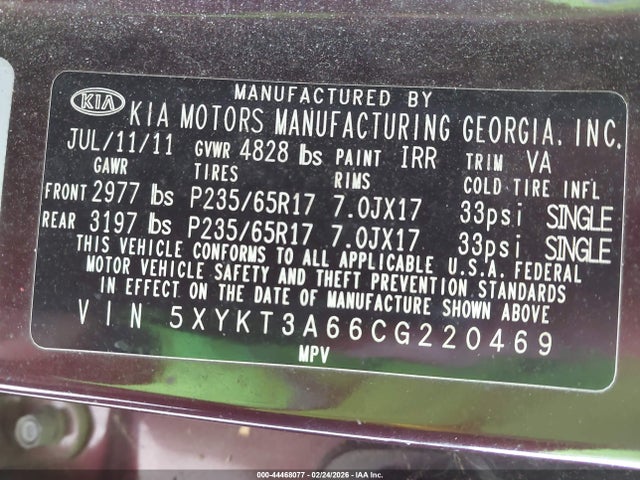 MANUFACTURED BY
KIA KIA MOTORS MANUFACTURING GEORGIA, INC.
JUL/11/11 GVWR 4828 lbs PAINT IRR TRIM VA
GAWR TIRES RIMS COLD TIRE INFL
FRONT 2977 lbs P235/65R17 7.0JX17 33psi SINGLE
REAR 3197 lbs P235/65R17 7.0JX17 33psi SINGLE
THIS VEHICLE CONFORMS TO ALL APPLICABLE U.S.A. FEDERAL
MOTOR VEHICLE SAFETY AND THEFT PREVENTION STANDARDS
IN EFFECT ON THE DATE OF MANUFACTURE SHOWN ABOVE
VIN 5XYKT3A66CG220469
MPV
000-44468077 - 02/24/2026 - IAA Inc.